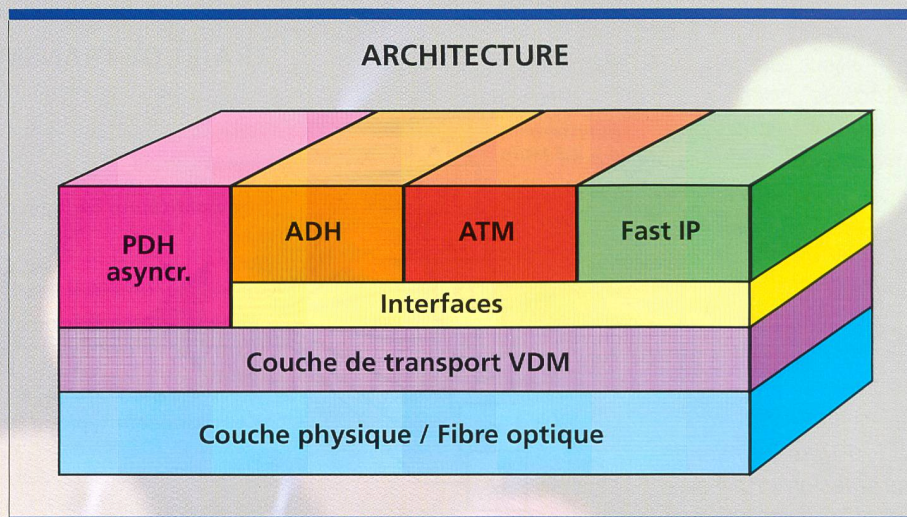 ARCHITECTURE
PDH
asyncr.
ADH
ATM
Fast IP
Interfaces
Couche de transport VDM
Couche physique / Fibre optique